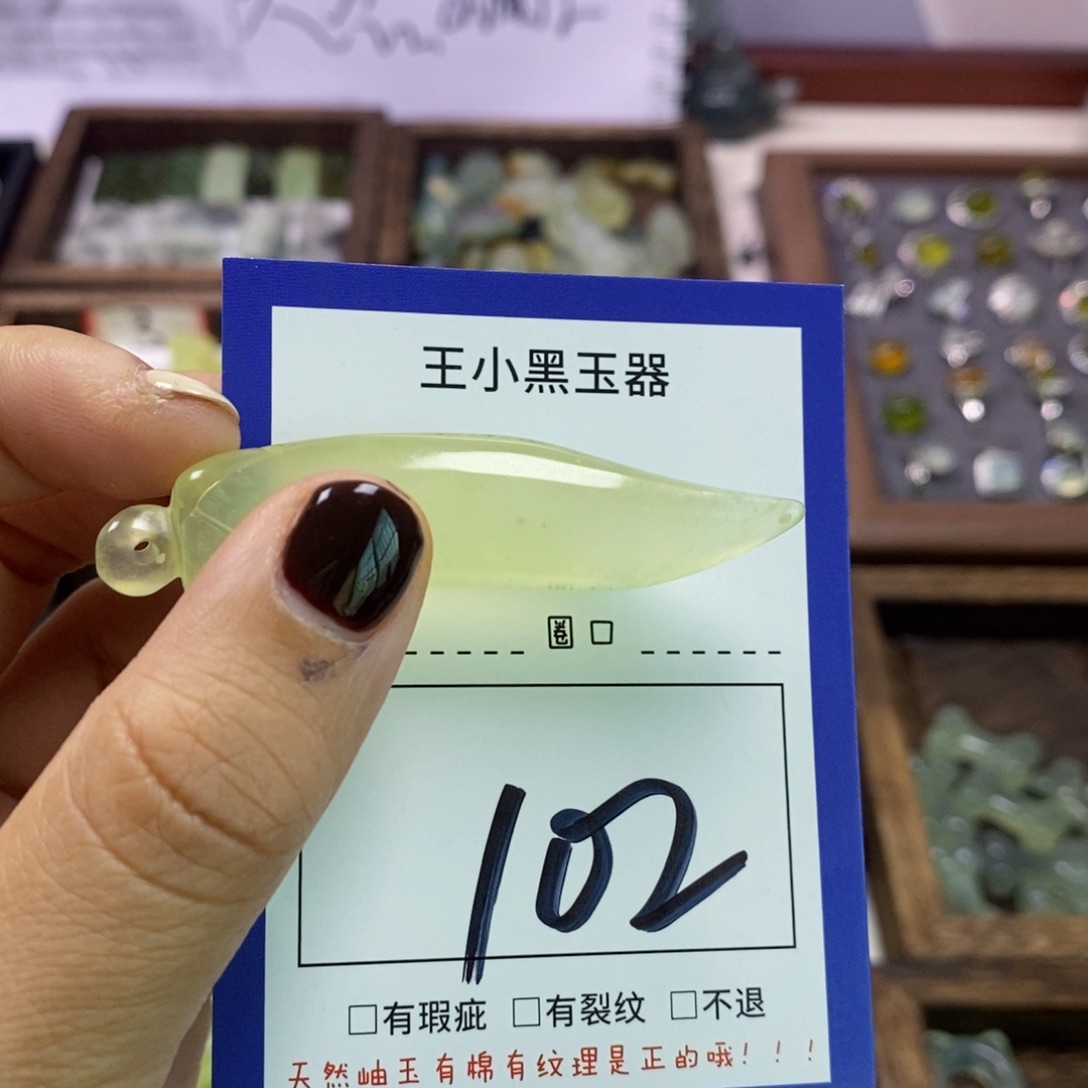 王小黑玉器
圈口
102
□有瑕疵 □有裂纹 □不退
天然岫玉有棉有纹理是正的哦！！！